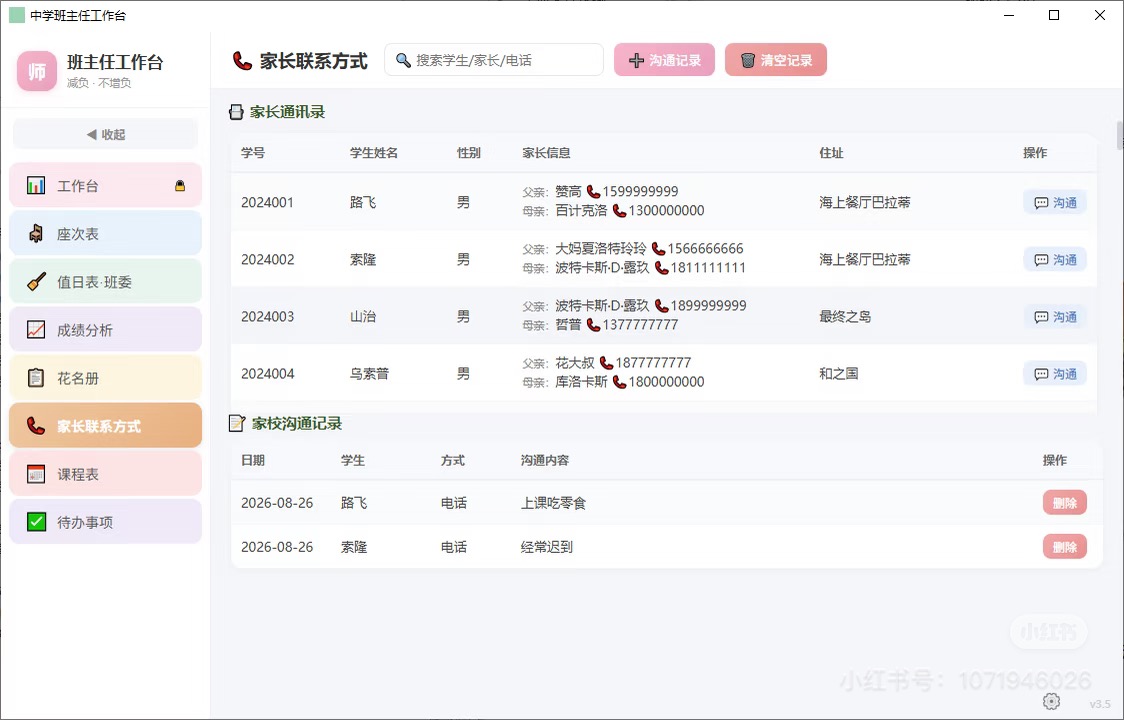 中学班主任工作台
师
班主任工作台
减负 · 不增负
◀ 收起
工作台
座次表
值日表·班委
成绩分析
花名册
家长联系方式
课程表
待办事项
家长联系方式
搜索学生/家长/电话
沟通记录
清空记录
家长通讯录
学号 学生姓名 性别 家长信息 住址 操作
2024001 路飞 男 父亲: 赞高 1599999999 海上餐厅巴拉蒂 沟通
母亲: 百计克洛 1300000000
2024002 索隆 男 父亲: 大妈夏洛特玲玲 1566666666 海上餐厅巴拉蒂 沟通
母亲: 波特卡斯·D·露玖 1811111111
2024003 山治 男 父亲: 波特卡斯·D·露玖 1899999999 最终之岛 沟通
母亲: 哲普 1377777777
2024004 乌索普 男 父亲: 花大叔 1877777777 和之国 沟通
母亲: 库洛卡斯 1800000000
家校沟通记录
日期 学生 方式 沟通内容 操作
2026-08-26 路飞 电话 上课吃零食 删除
2026-08-26 索隆 电话 经常迟到 删除
小红书
小红书号: 1071946026
v3.5